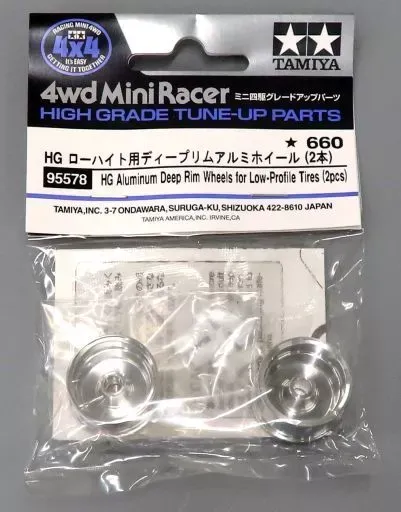 RACING MINI 4WD
4x4
It's EASY
GETTING IT TOGETHER
TAMIYA
4wd Mini Racer ミニ四駆グレードアップパーツ
HIGH GRADE TUNE-UP PARTS
★ 660
HG ローハイト用ディープリムアルミホイール(2本)
95578 HG Aluminum Deep Rim Wheels for Low-Profile Tires (2pcs)
TAMIYA,INC. 3-7 ONDAWARA, SURUGA-KU, SHIZUOKA 422-8610 JAPAN
TAMIYA AMERICA, INC. IRVINE,CA